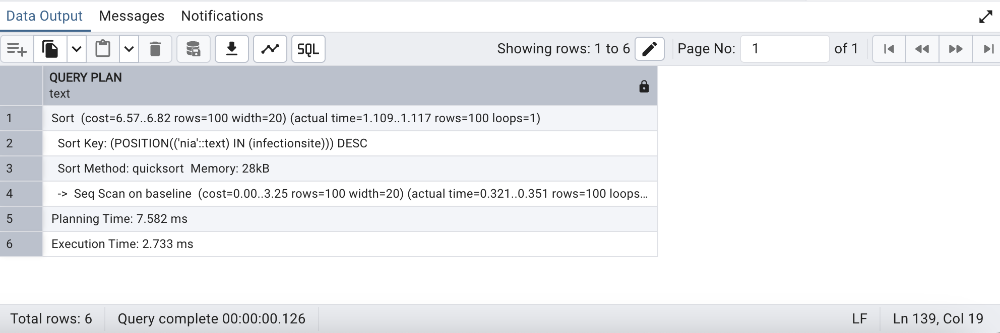 Data Output Messages Notifications
SQL Showing rows: 1 to 6 Page No: 1 of 1
QUERY PLAN
text
1 Sort (cost=6.57..6.82 rows=100 width=20) (actual time=1.109..1.117 rows=100 loops=1)
2 Sort Key: (POSITION(('nia'::text) IN (infectionsite))) DESC
3 Sort Method: quicksort Memory: 28kB
4 -> Seq Scan on baseline (cost=0.00..3.25 rows=100 width=20) (actual time=0.321..0.351 rows=100 loops...
5 Planning Time: 7.582 ms
6 Execution Time: 2.733 ms
Total rows: 6 Query complete 00:00:00.126 LF Ln 139, Col 19